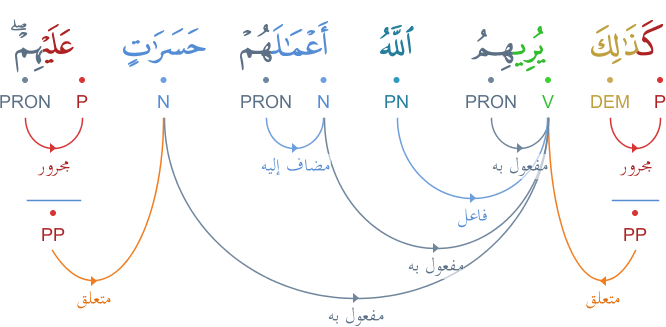 كَذَٰلِكَ يُرِيهِمُ ٱللَّهُ أَعْمَـٰلَهُمْ حَسَرَٰتٍ عَلَيْهِمْ ۖ
P DEM V PRON PN N PRON N P PRON
مجرور مفعول به مضاف إليه مجرور
فاعل
PP PP
مفعول به
متعلق متعلق
مفعول به